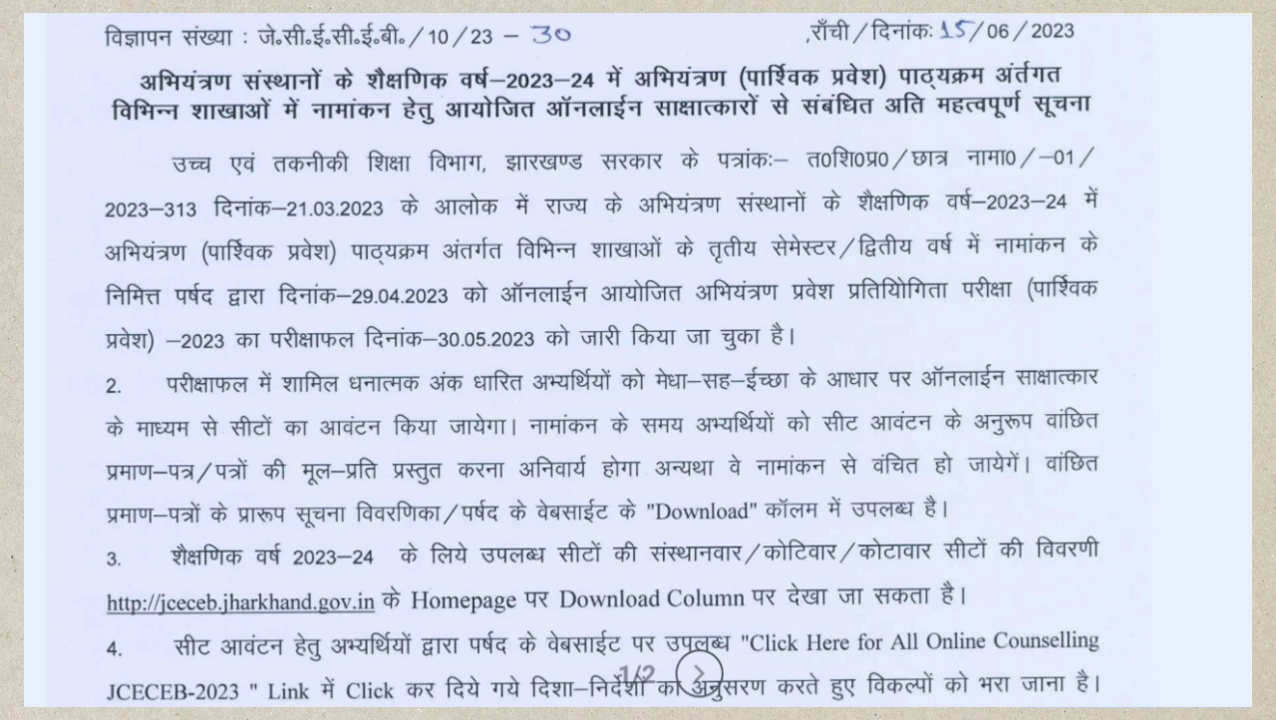 विज्ञापन संख्या : जे०सी०ई०सी०ई०बी० / 10 / 23 – 30 ,राँची / दिनांक: 15/06 / 2023
अभियंत्रण संस्थानों के शैक्षणिक वर्ष–2023–24 में अभियंत्रण (पार्श्विक प्रवेश) पाठ्यक्रम अंर्तगत
विभिन्न शाखाओं में नामांकन हेतु आयोजित ऑनलाईन साक्षात्कारों से संबंधित अति महत्वपूर्ण सूचना
उच्च एवं तकनीकी शिक्षा विभाग, झारखण्ड सरकार के पत्रांकः– त0शि0प्र0 / छात्र नामा0 / –01 /
2023–313 दिनांक–21.03.2023 के आलोक में राज्य के अभियंत्रण संस्थानों के शैक्षणिक वर्ष–2023–24 में
अभियंत्रण (पार्श्विक प्रवेश) पाठ्यक्रम अंतर्गत विभिन्न शाखाओं के तृतीय सेमेस्टर / द्वितीय वर्ष में नामांकन के
निमित्त पर्षद द्वारा दिनांक–29.04.2023 को ऑनलाईन आयोजित अभियंत्रण प्रवेश प्रतियोिगिता परीक्षा (पार्श्विक
प्रवेश) –2023 का परीक्षाफल दिनांक–30.05.2023 को जारी किया जा चुका है।
2. परीक्षाफल में शामिल धनात्मक अंक धारित अभ्यर्थियों को मेधा–सह–ईच्छा के आधार पर ऑनलाईन साक्षात्कार
के माध्यम से सीटों का आवंटन किया जायेगा। नामांकन के समय अभ्यर्थियों को सीट आवंटन के अनुरूप वांछित
प्रमाण–पत्र / पत्रों की मूल–प्रति प्रस्तुत करना अनिवार्य होगा अन्यथा वे नामांकन से वंचित हो जायेगें। वांछित
प्रमाण–पत्रों के प्रारूप सूचना विवरणिका / पर्षद के वेबसाईट के "Download" कॉलम में उपलब्ध है।
3. शैक्षणिक वर्ष 2023–24 के लिये उपलब्ध सीटों की संस्थानवार / कोटिवार / कोटावार सीटों की विवरणी
http://jceceb.jharkhand.gov.in के Homepage पर Download Column पर देखा जा सकता है।
4. सीट आवंटन हेतु अभ्यर्थियों द्वारा पर्षद के वेबसाईट पर उपलब्ध "Click Here for All Online Counselling
JCECEB-2023 " Link में Click कर दिये गये दिशा–निर्देशों का अनुसरण करते हुए विकल्पों को भरा जाना है।
1/2